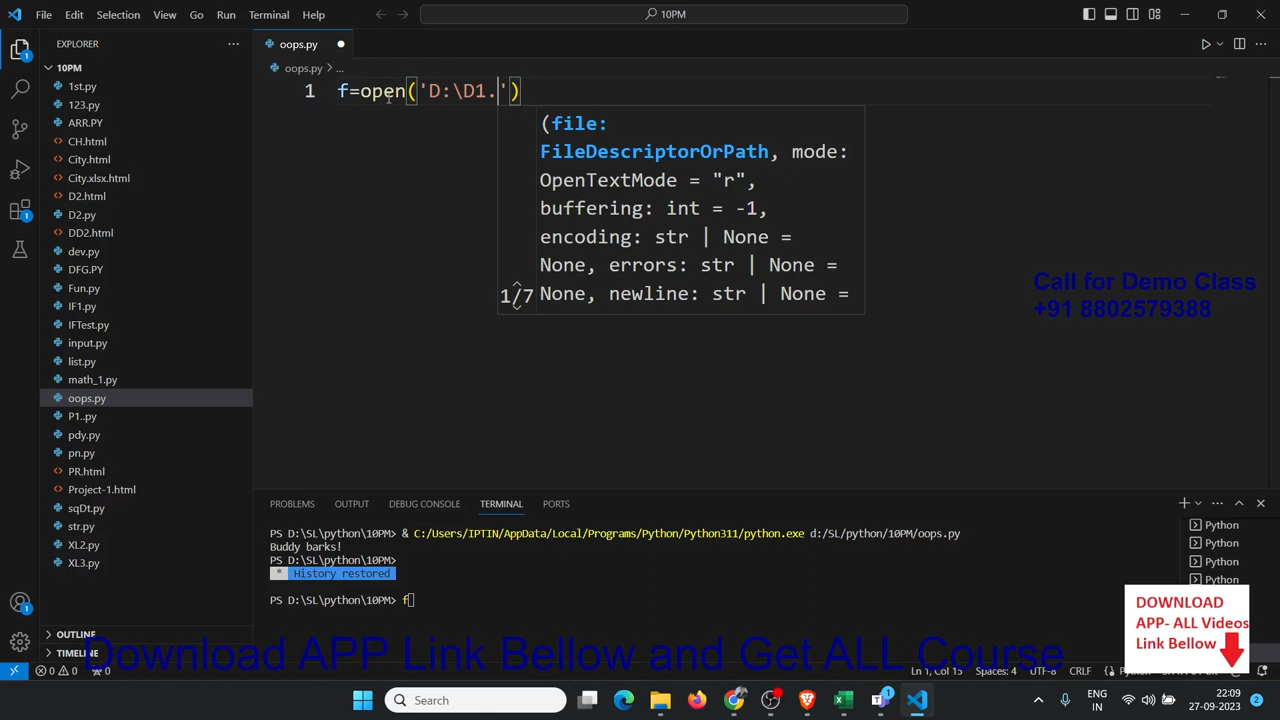 File Edit Selection View Go Run Terminal Help
10PM
EXPLORER
oops.py
10PM
oops.py > ...
1st.py
123.py
ARR.PY
CH.html
City.py
City.xlsx.html
D2.html
D2.py
DD2.html
dev.py
DFG.PY
Fun.py
IF1.py
IFTest.py
input.py
list.py
math_1.py
oops.py
P1..py
pdy.py
pn.py
PR.html
Project-1.html
sqDt.py
str.py
XL2.py
XL3.py
OUTLINE
TIMELINE
1 f=open('D:\D1.')
(file:
FileDescriptorOrPath, mode:
OpenTextMode = "r",
buffering: int = -1,
encoding: str | None =
None, errors: str | None =
1/7 None, newline: str | None =
Call for Demo Class
+91 8802579388
PROBLEMS OUTPUT DEBUG CONSOLE TERMINAL PORTS
PS D:\SL\python\10PM> & C:/Users/IPTIN/AppData/Local/Programs/Python/Python311/python.exe d:/SL/python/10PM/oops.py
Buddy barks!
PS D:\SL\python\10PM>
* History restored
PS D:\SL\python\10PM> f
Python
Python
Python
Python
DOWNLOAD
APP- ALL Videos
Link Bellow
Download APP Link Bellow and Get ALL Course
0 0 0
Ln 1, Col 15 Spaces: 4 UTF-8 CRLF
Search
ENG
IN
22:09
27-09-2023